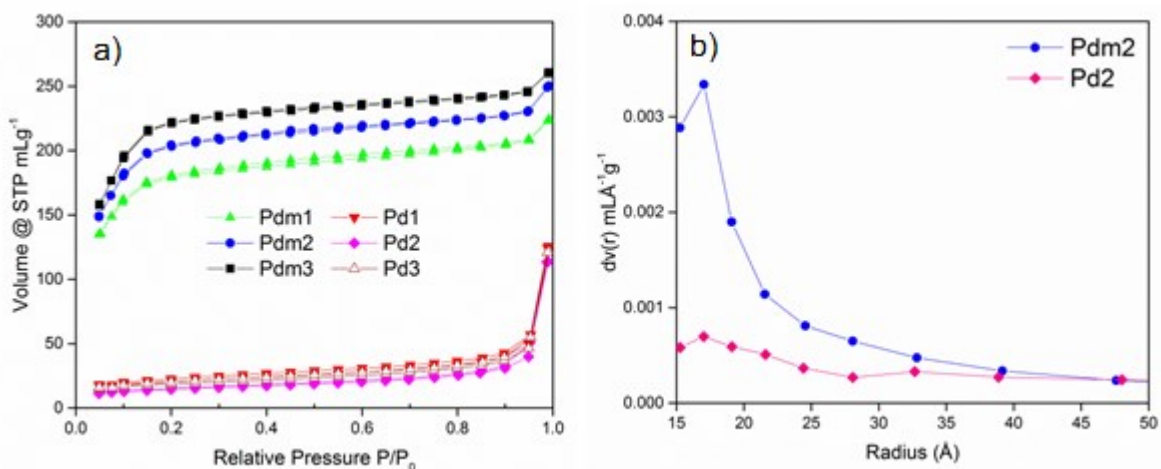 a)
300
250
200
150
100
50
0
Volume @ STP mLg-1
Pdm1
Pdm2
Pdm3
Pd1
Pd2
Pd3
0.0 0.2 0.4 0.6 0.8 1.0
Relative Pressure P/P0
b)
0.004
0.003
0.002
0.001
0.000
dv(r) mLA-1g-1
Pdm2
Pd2
15 20 25 30 35 40 45 50
Radius (Å)